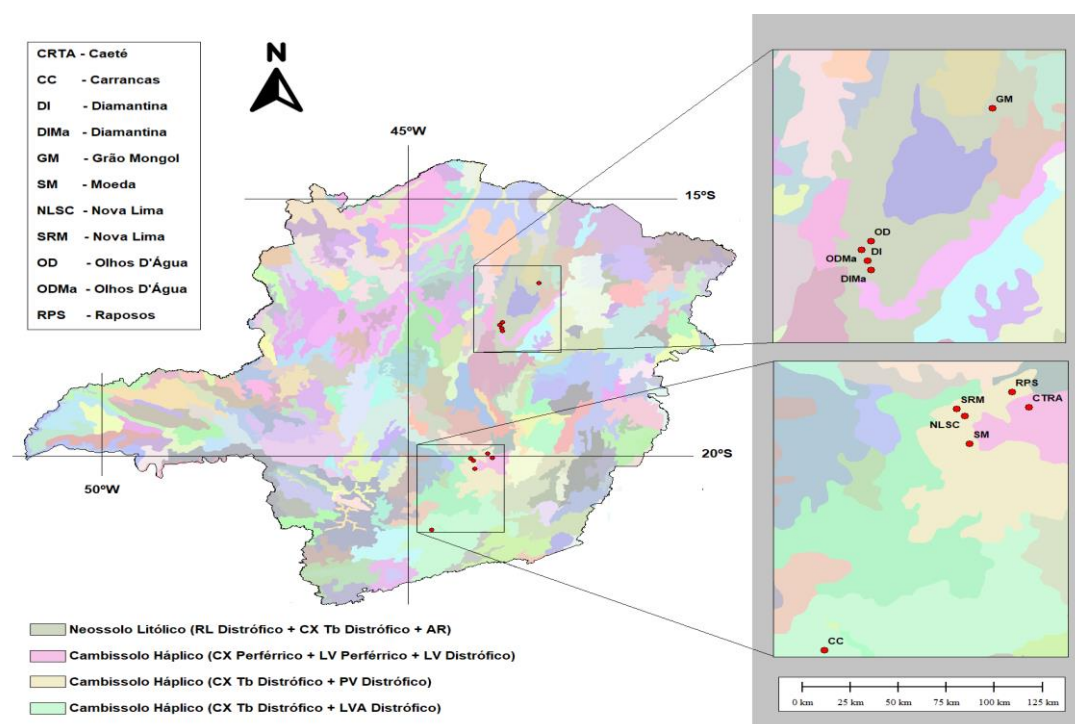 CRTA - Caeté
CC - Carrancas
DI - Diamantina
DIMa - Diamantina
GM - Grão Mongol
SM - Moeda
NLSC - Nova Lima
SRM - Nova Lima
OD - Olhos D'Água
ODMa - Olhos D'Água
RPS - Raposos
N
45ºW
15ºS
20ºS
50ºW
GM
OD
ODMa
DI
DIMa
RPS
CTRA
SRM
NLSC
SM
CC
Neossolo Litólico (RL Distrófico + CX Tb Distrófico + AR)
Cambissolo Háplico (CX Perférrico + LV Perférrico + LV Distrófico)
Cambissolo Háplico (CX Tb Distrófico + PV Distrófico)
Cambissolo Háplico (CX Tb Distrófico + LVA Distrófico)
0 km 25 km 50 km 75 km 100 km 125 km